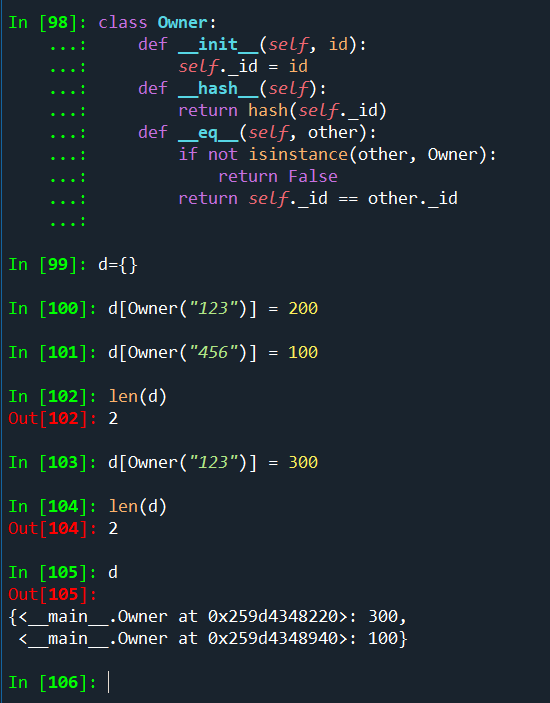 In [98]: class Owner:
    ...:     def __init__(self, id):
    ...:         self._id = id
    ...:     def __hash__(self):
    ...:         return hash(self._id)
    ...:     def __eq__(self, other):
    ...:         if not isinstance(other, Owner):
    ...:             return False
    ...:         return self._id == other._id
    ...:
In [99]: d={}
In [100]: d[Owner("123")] = 200
In [101]: d[Owner("456")] = 100
In [102]: len(d)
Out[102]: 2
In [103]: d[Owner("123")] = 300
In [104]: len(d)
Out[104]: 2
In [105]: d
Out[105]:
{<__main__.Owner at 0x259d4348220>: 300,
 <__main__.Owner at 0x259d4348940>: 100}
In [106]: